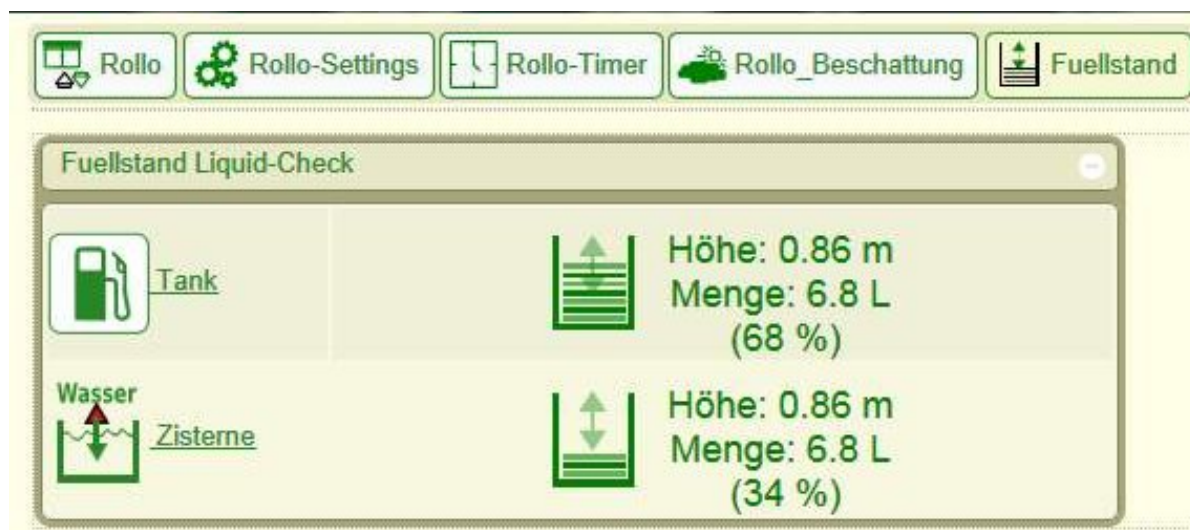 Rollo Rollo-Settings Rollo-Timer Rollo_Beschattung Fuellstand
Fuellstand Liquid-Check
Tank
Höhe: 0.86 m
Menge: 6.8 L
(68 %)
Wasser
Zisterne
Höhe: 0.86 m
Menge: 6.8 L
(34 %)